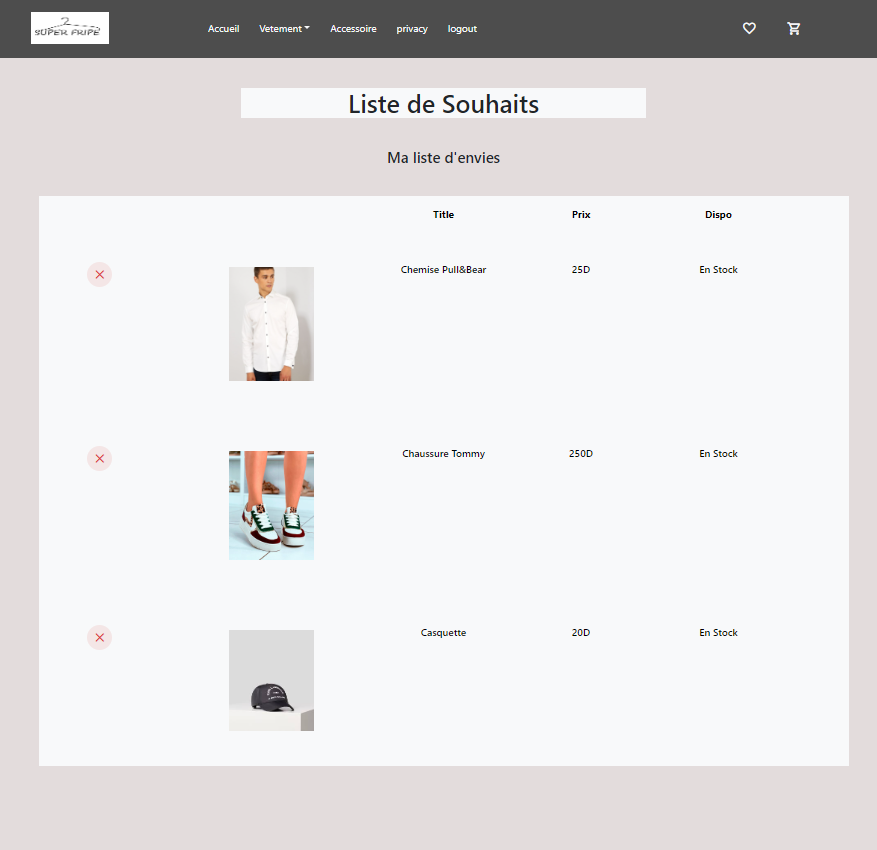 SUPER FRIPE
Accueil Vetement Accessoire privacy logout
Liste de Souhaits
Ma liste d'envies
Title Prix Dispo
Chemise Pull&Bear 25D En Stock
Chaussure Tommy 250D En Stock
Casquette 20D En Stock